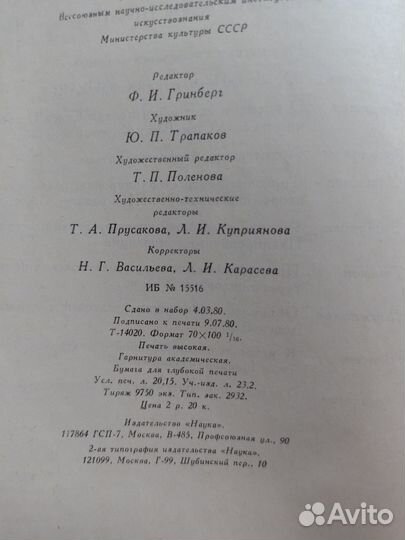 Всесоюзным научно-исследовательским
искусствознания
Министерства культуры СССР
Редактор
Ф. И. Гринберг
Художник
Ю. П. Трапаков
Художественный редактор
Т. П. Поленова
Художественно-технические
редакторы
Т. А. Прусакова, Л. И. Куприянова
Корректоры
Н. Г. Васильева, Л. И. Карасева
ИБ № 15516
Сдано в набор 4.03.80.
Подписано к печати 9.07.80.
Т-14020. Формат 70×100 1/16.
Печать высокая.
Гарнитура академическая.
Бумага для глубокой печати
Усл. печ. л. 20,15. Уч.-изд. л. 23,2.
Тираж 9750 экз. Тип. зак. 2932.
Цена 2 р. 20 к.
Издательство «Наука».
117864 ГСП-7, Москва, В-485, Профсоюзная ул., 90
2-ая типография издательства «Наука».
121099, Москва, Г-99, Шубинский пер., 10
Avito